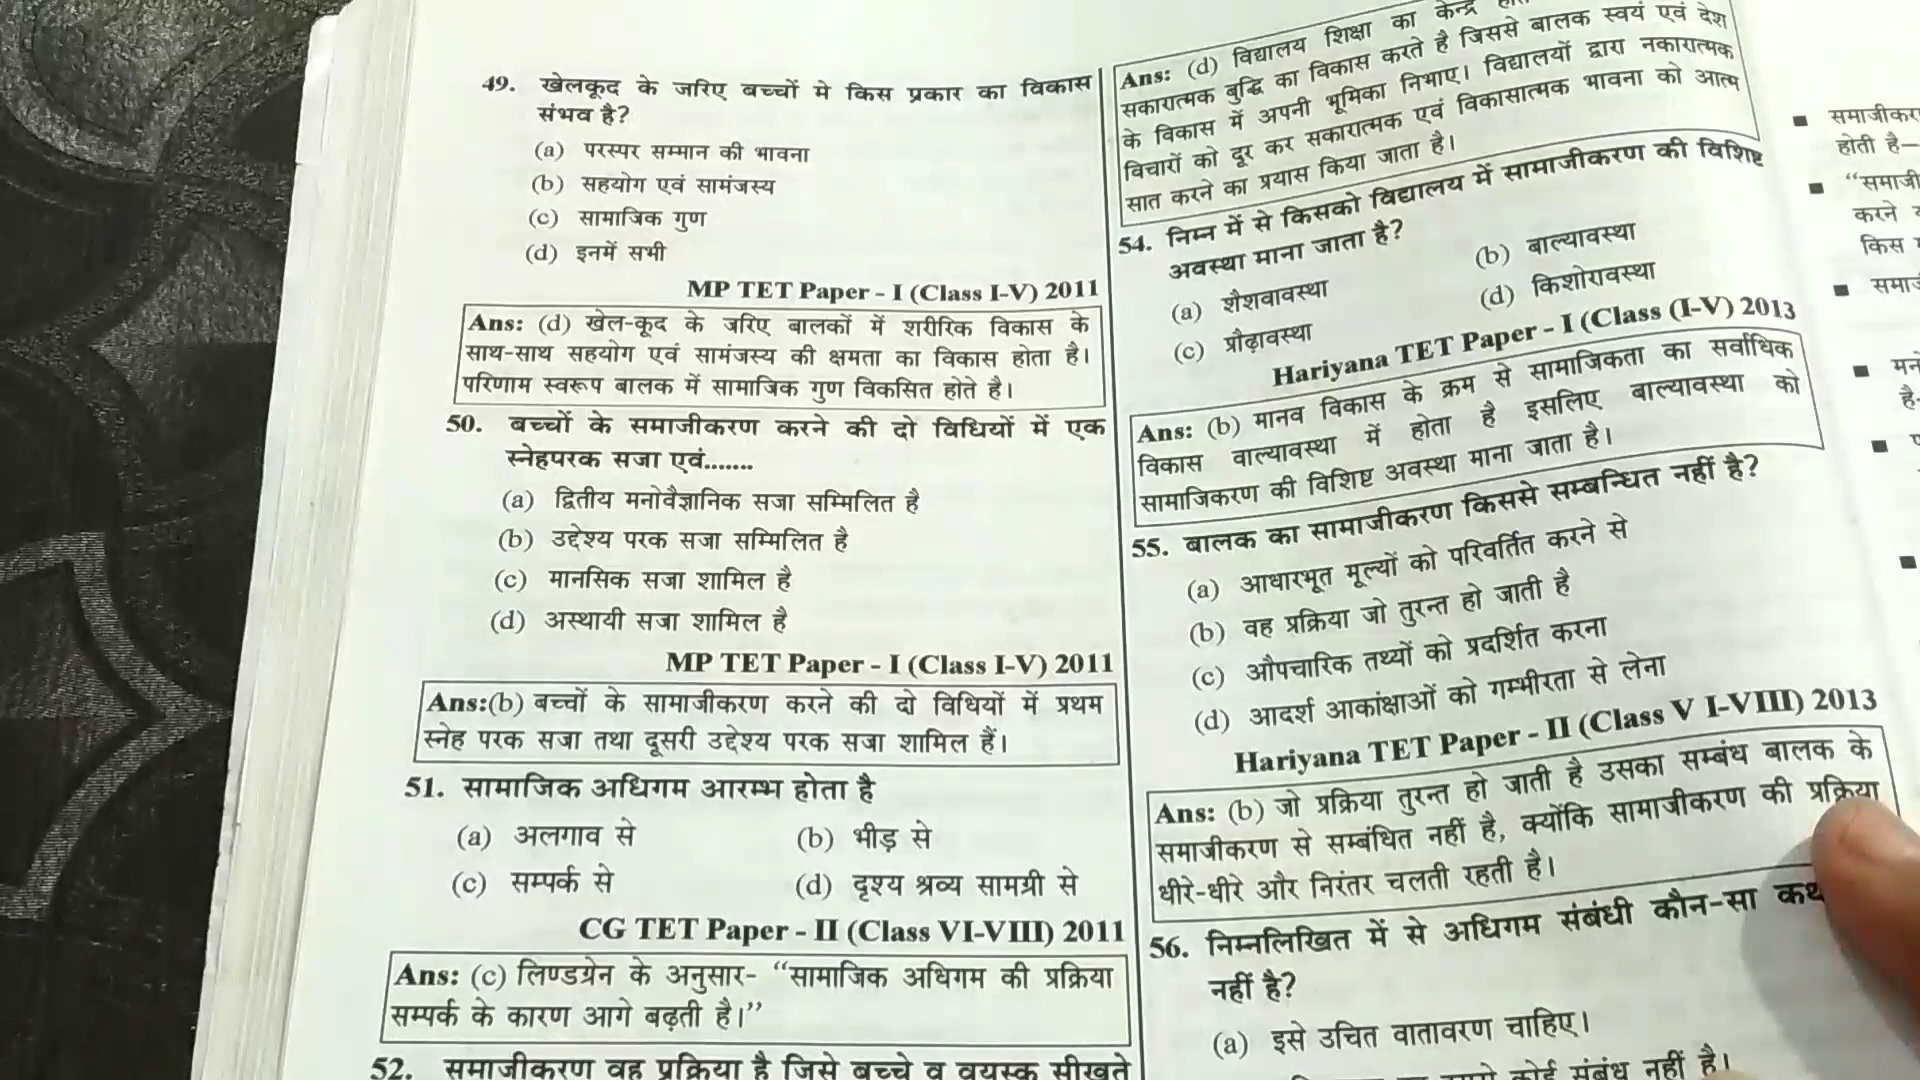 49. खेलकूद के जरिए बच्चों मे किस प्रकार का विकास
संभव है?
(a) परस्पर सम्मान की भावना
(b) सहयोग एवं सामंजस्य
(c) सामाजिक गुण
(d) इनमें सभी
MP TET Paper - I (Class I-V) 2011
Ans: (d) खेल-कूद के जरिए बालकों में शरीरिक विकास के
साथ-साथ सहयोग एवं सामंजस्य की क्षमता का विकास होता है।
परिणाम स्वरूप बालक में सामाजिक गुण विकसित होते है।
50. बच्चों के समाजीकरण करने की दो विधियों में एक
स्नेहपरक सजा एवं.......
(a) द्वितीय मनोवैज्ञानिक सजा सम्मिलित है
(b) उद्देश्य परक सजा सम्मिलित है
(c) मानसिक सजा शामिल है
(d) अस्थायी सजा शामिल है
MP TET Paper - I (Class I-V) 2011
Ans:(b) बच्चों के सामाजीकरण करने की दो विधियों में प्रथम
स्नेह परक सजा तथा दूसरी उद्देश्य परक सजा शामिल हैं।
51. सामाजिक अधिगम आरम्भ होता है
(a) अलगाव से (b) भीड़ से
(c) सम्पर्क से (d) दृश्य श्रव्य सामग्री से
CG TET Paper - II (Class VI-VIII) 2011
Ans: (c) लिण्डग्रेन के अनुसार- “सामाजिक अधिगम की प्रक्रिया
सम्पर्क के कारण आगे बढ़ती है।”
52. समाजीकरण वह प्रक्रिया है जिसे बच्चे व वयस्क सीखते
Ans: (d) विद्यालय शिक्षा का केन्द्र
सकारात्मक बुद्धि का विकास करते है जिससे बालक स्वयं एवं देश
के विकास में अपनी भूमिका निभाए। विद्यालयों द्वारा नकारात्मक
विचारों को दूर कर सकारात्मक एवं विकासात्मक भावना को आत्म
सात करने का प्रयास किया जाता है।
54. निम्न में से किसको विद्यालय में सामाजीकरण की विशिष्ट
अवस्था माना जाता है?
(a) शैशवावस्था (b) बाल्यावस्था
(c) प्रौढ़ावस्था (d) किशोरावस्था
Hariyana TET Paper - I (Class (I-V) 2013
Ans: (b) मानव विकास के क्रम से सामाजिकता का सर्वाधिक
विकास वाल्यावस्था में होता है इसलिए बाल्यावस्था को
सामाजिकरण की विशिष्ट अवस्था माना जाता है।
55. बालक का सामाजीकरण किससे सम्बन्धित नहीं है?
(a) आधारभूत मूल्यों को परिवर्तित करने से
(b) वह प्रक्रिया जो तुरन्त हो जाती है
(c) औपचारिक तथ्यों को प्रदर्शित करना
(d) आदर्श आकांक्षाओं को गम्भीरता से लेना
Hariyana TET Paper - II (Class V I-VIII) 2013
Ans: (b) जो प्रक्रिया तुरन्त हो जाती है उसका सम्बंध बालक के
समाजीकरण से सम्बंधित नहीं है, क्योंकि सामाजीकरण की प्रक्रिया
धीरे-धीरे और निरंतर चलती रहती है।
56. निम्नलिखित में से अधिगम संबंधी कौन-सा
नहीं है?
(a) इसे उचित वातावरण चाहिए।
कोई संबंध नहीं है।
होती है—
करने
किस